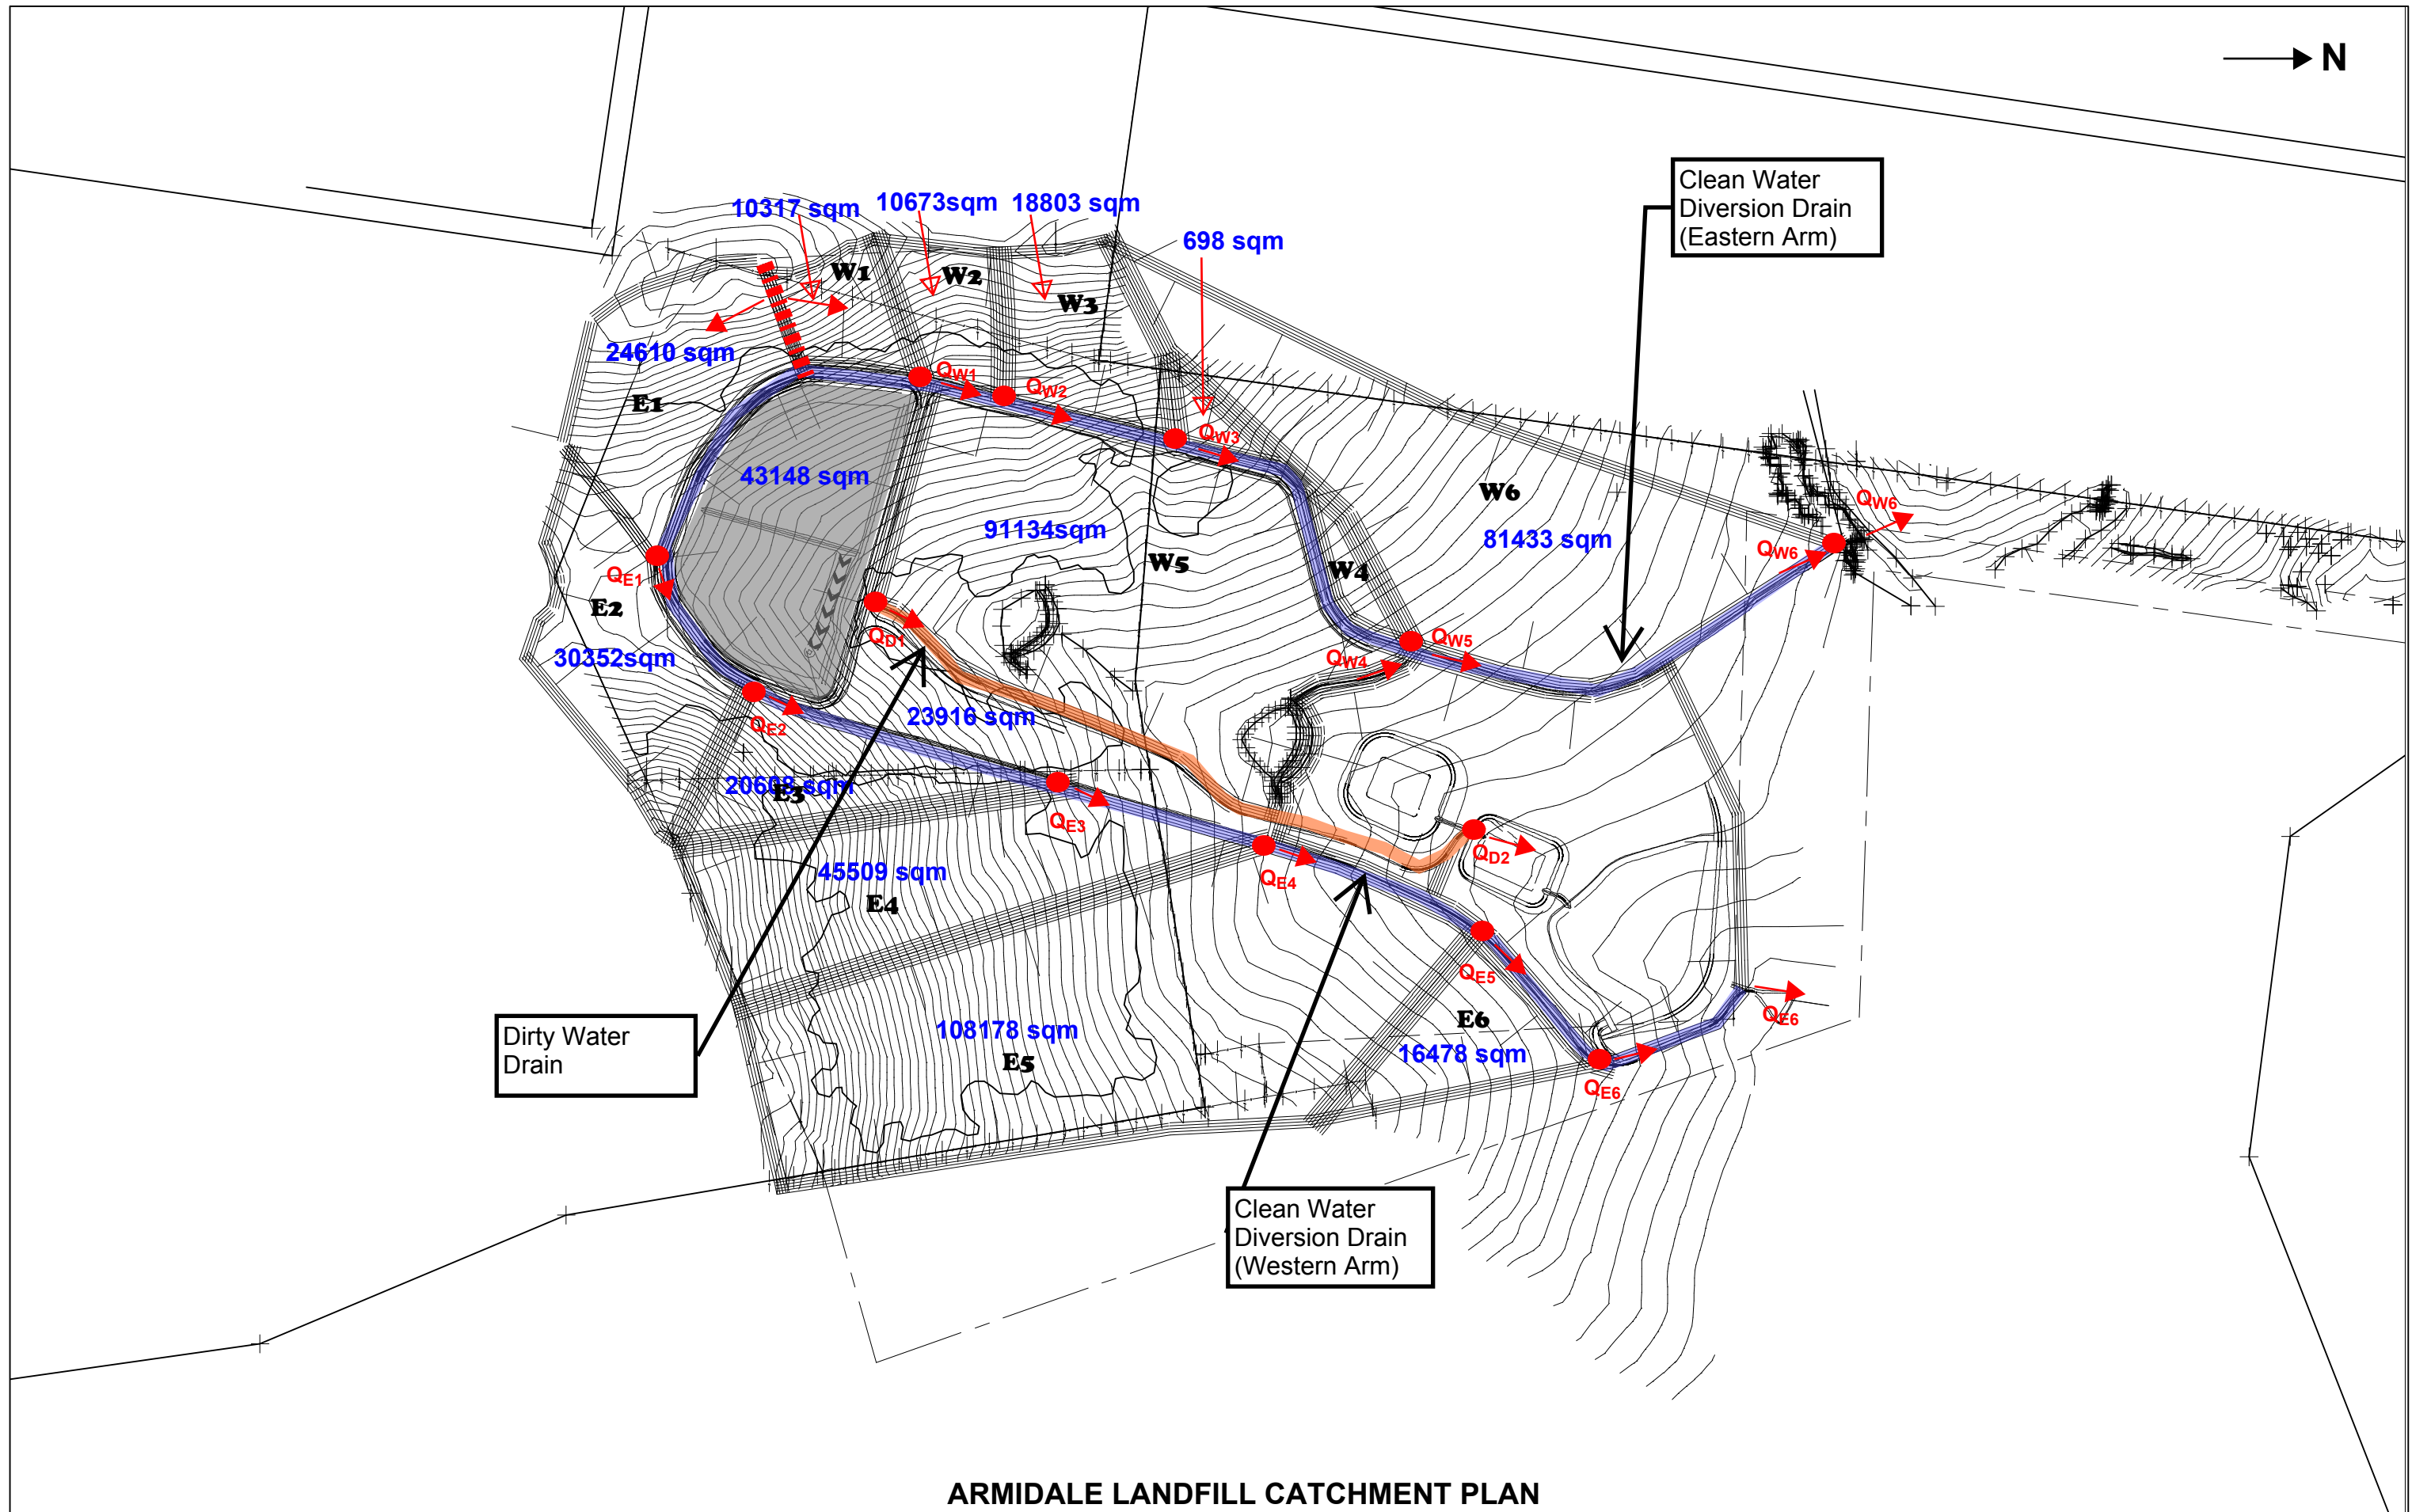 N
10317 sqm
10673sqm
18803 sqm
698 sqm
Clean Water
Diversion Drain
(Eastern Arm)
W1
W2
W3
24610 sqm
E1
QW1
QW2
QW3
43148 sqm
91134sqm
W5
W4
W6
81433 sqm
QW6
QW6
QE1
E2
30352sqm
QD1
QW5
QW4
QE2
23916 sqm
20608 sqm
E3
QE3
QD2
45509 sqm
E4
QE4
QE5
E6
16478 sqm
QE6
QE6
108178 sqm
E5
Dirty Water
Drain
Clean Water
Diversion Drain
(Western Arm)
ARMIDALE LANDFILL CATCHMENT PLAN